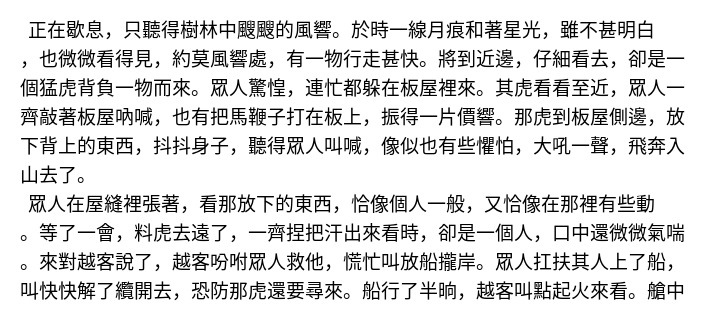 正在歇息，只聽得樹林中颼颼的風響。於時一線月痕和著星光，雖不甚明白
，也微微看得見，約莫風響處，有一物行走甚快。將到近邊，仔細看去，卻是一
個猛虎背負一物而來。眾人驚惶，連忙都躲在板屋裡來。其虎看看至近，眾人一
齊敲著板屋吶喊，也有把馬鞭子打在板上，振得一片價響。那虎到板屋側邊，放
下背上的東西，抖抖身子，聽得眾人叫喊，像似也有些懼怕，大吼一聲，飛奔入
山去了。
眾人在屋縫裡張著，看那放下的東西，恰像個人一般，又恰像在那裡有些動
。等了一會，料虎去遠了，一齊捏把汗出來看時，卻是一個人，口中還微微氣喘
。來對越客說了，越客吩咐眾人救他，慌忙叫放船攏岸。眾人扛扶其人上了船，
叫快快解了纜開去，恐防那虎還要尋來。船行了半晌，越客叫點起火來看。艙中